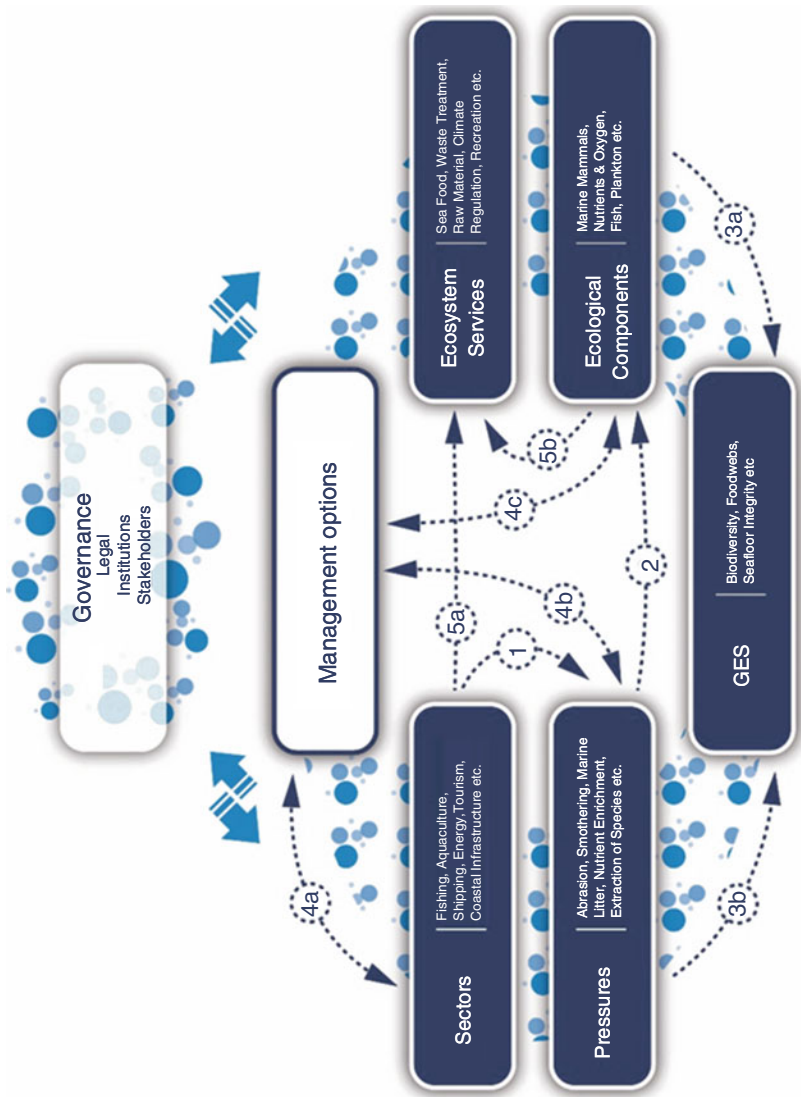 Governance
Legal
Institutions
Stakeholders
Management options
4a
Sectors
Fishing, Aquaculture,
Shipping, Energy,Tourism,
Coastal Infrastructure etc.
5a
4c
5b
Ecosystem
Services
Sea Food, Waste Treatment,
Raw Material, Climate
Regulation, Recreation etc.
1
4b
Pressures
Abrasion, Smothering, Marine
Litter, Nutrient Enrichment,
Extraction of Species etc.
2
Ecological
Components
Marine Mammals,
Nutrients & Oxygen,
Fish, Plankton etc.
3b
GES
Biodiversity, Foodwebs,
Seafloor Integrity etc
3a